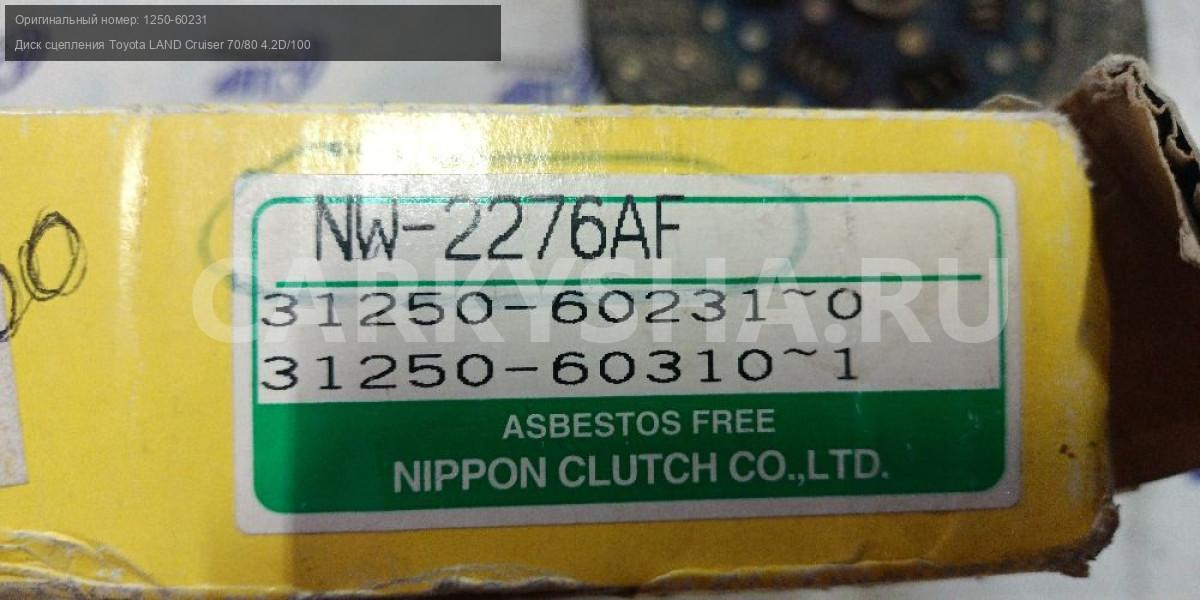 Оригинальный номер: 1250-60231
Диск сцепления Toyota LAND Cruiser 70/80 4.2D/100
NW-2276AF
CARKYSHA.RU
31250-60231~0
31250-60310~1
ASBESTOS FREE
NIPPON CLUTCH CO.,LTD.